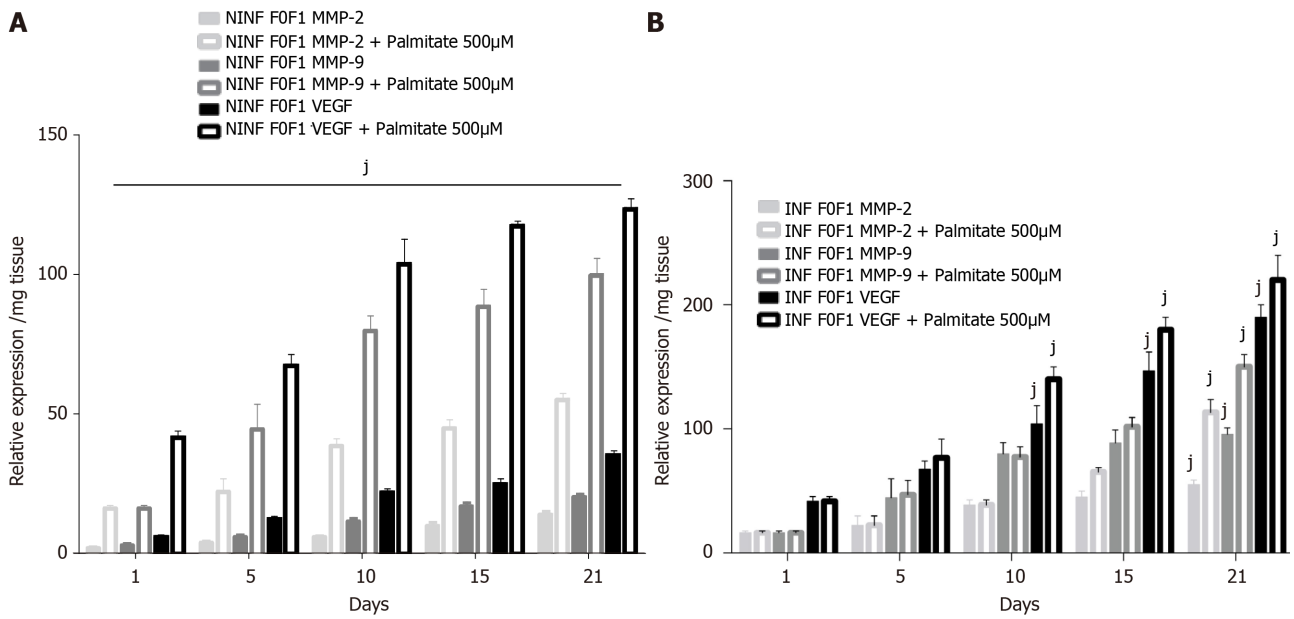 A
NINF F0F1 MMP-2
NINF F0F1 MMP-2 + Palmitate 500µM
NINF F0F1 MMP-9
NINF F0F1 MMP-9 + Palmitate 500µM
NINF F0F1 VEGF
NINF F0F1 VEGF + Palmitate 500µM
Relative expression /mg tissue
150
100
50
0
j
1
5
10
15
21
Days
B
INF F0F1 MMP-2
INF F0F1 MMP-2 + Palmitate 500µM
INF F0F1 MMP-9
INF F0F1 MMP-9 + Palmitate 500µM
INF F0F1 VEGF
INF F0F1 VEGF + Palmitate 500µM
Relative expression /mg tissue
300
200
100
0
j
j
j
j
j
j
j
j
j
1
5
10
15
21
Days